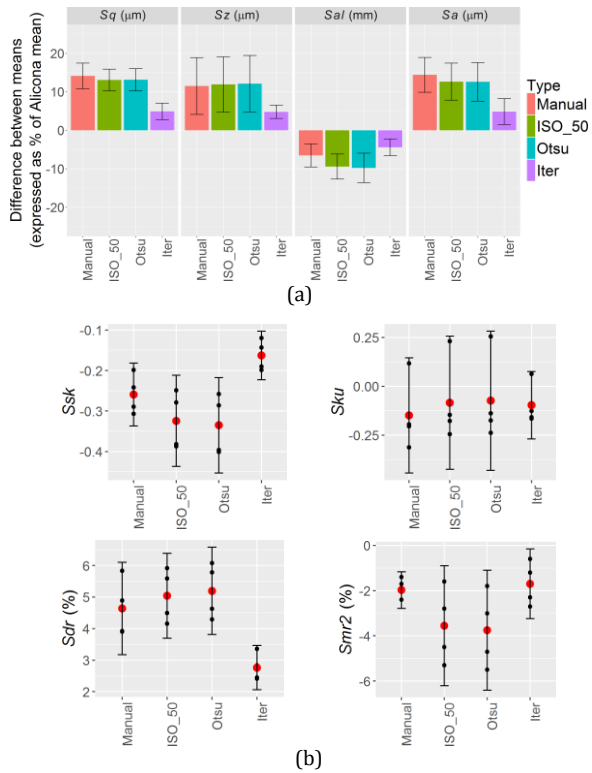 Sq (μm) Sz (μm) Sal (mm) Sa (μm)
Difference between means
(expressed as % of Alicona mean)
20
10
0
-10
-20
Manual ISO_50 Otsu Iter Manual ISO_50 Otsu Iter Manual ISO_50 Otsu Iter Manual ISO_50 Otsu Iter
Type
Manual
ISO_50
Otsu
Iter
(a)
Ssk
-0.1
-0.2
-0.3
-0.4
Manual ISO_50 Otsu Iter
Sku
0.25
0.00
-0.25
Manual ISO_50 Otsu Iter
Sdr (%)
6
5
4
3
2
Manual ISO_50 Otsu Iter
Smr2 (%)
0
-2
-4
-6
Manual ISO_50 Otsu Iter
(b)